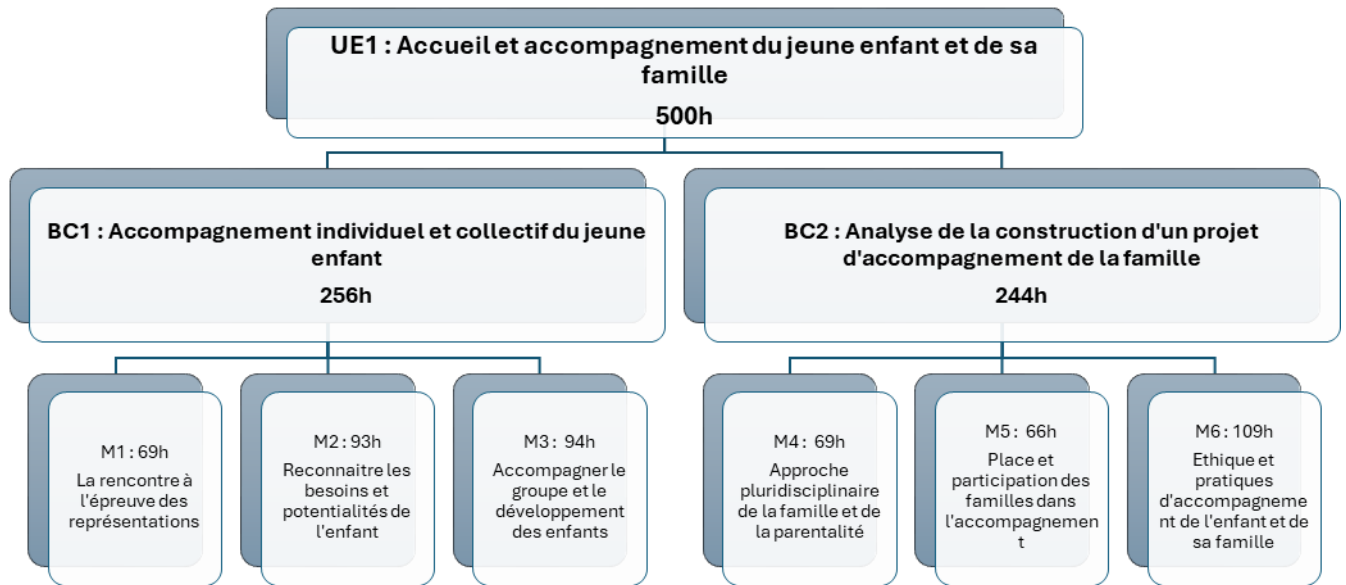 UE1 : Accueil et accompagnement du jeune enfant et de sa
famille
500h
BC1 : Accompagnement individuel et collectif du jeune
enfant
256h
BC2 : Analyse de la construction d'un projet
d'accompagnement de la famille
244h
M1 : 69h
La rencontre à
l'épreuve des
représentations
M2 : 93h
Reconnaitre les
besoins et
potentialités de
l'enfant
M3 : 94h
Accompagner le
groupe et le
développement
des enfants
M4 : 69h
Approche
pluridisciplinaire
de la famille et de
la parentalité
M5 : 66h
Place et
participation des
familles dans
l'accompagnemen
t
M6 : 109h
Ethique et
pratiques
d'accompagneme
nt de l'enfant et de
sa famille